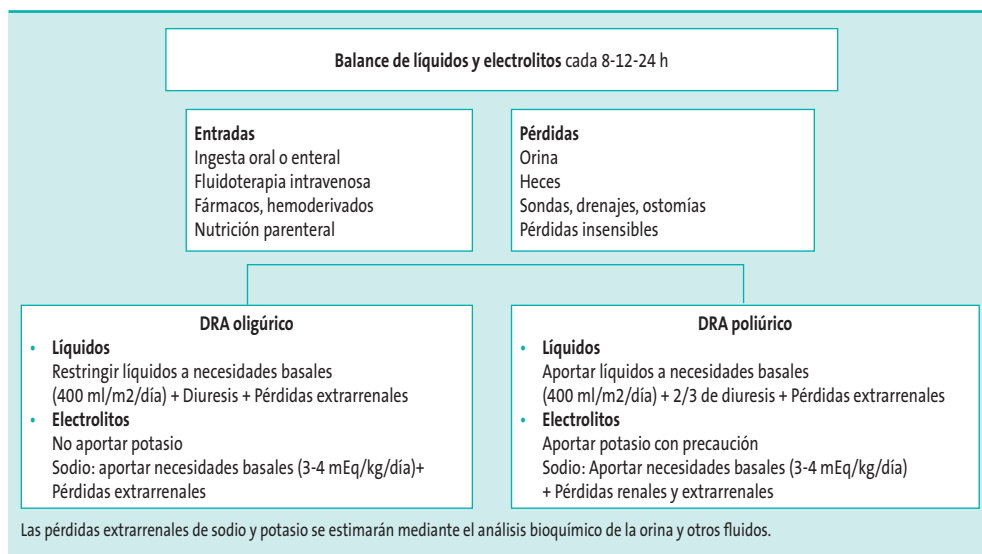 Balance de líquidos y electrolitos cada 8-12-24 h
Entradas
Ingesta oral o enteral
Fluidoterapia intravenosa
Fármacos, hemoderivados
Nutrición parenteral
Pérdidas
Orina
Heces
Sondas, drenajes, ostomías
Pérdidas insensibles
DRA oligúrico
• Líquidos
Restringir líquidos a necesidades basales
(400 ml/m2/día) + Diuresis + Pérdidas extrarrenales
• Electrolitos
No aportar potasio
Sodio: aportar necesidades basales (3-4 mEq/kg/día)+
Pérdidas extrarrenales
DRA poliúrico
• Líquidos
Aportar líquidos a necesidades basales
(400 ml/m2/día) + 2/3 de diuresis + Pérdidas extrarrenales
• Electrolitos
Aportar potasio con precaución
Sodio: Aportar necesidades basales (3-4 mEq/kg/día)
+ Pérdidas renales y extrarrenales
Las pérdidas extrarrenales de sodio y potasio se estimarán mediante el análisis bioquímico de la orina y otros fluidos.